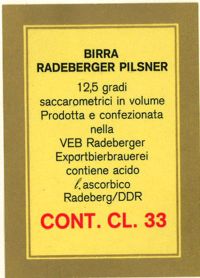 BIRRA
RADEBERGER PILSNER
12,5 gradi
saccarometrici in volume
Prodotta e confezionata
nella
VEB Radeberger
Exportbierbrauerei
contiene acido
l, ascorbico
Radeberg/DDR
CONT. CL. 33